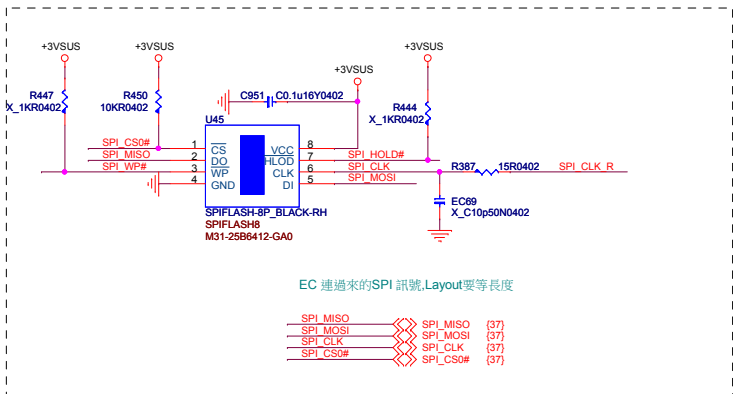 +3VSUS
+3VSUS
+3VSUS
+3VSUS
R447
X_1KR0402
R450
10KR0402
C951 C0.1u16Y0402
R444
X_1KR0402
U45
SPI_CS0# 1 CS VCC 8
SPI_MISO 2 DO HLOD 7 SPI_HOLD#
SPI_WP# 3 WP CLK 6 SPI_CLK
4 GND DI 5 SPI_MOSI
R387 15R0402 SPI_CLK_R
EC69
X_C10p50N0402
SPIFLASH-8P_BLACK-RH
SPIFLASH8
M31-25B6412-GA0
EC 連過來的SPI 訊號,Layout要等長度
SPI_MISO SPI_MISO {37}
SPI_MOSI SPI_MOSI {37}
SPI_CLK SPI_CLK {37}
SPI_CS0# SPI_CS0# {37}